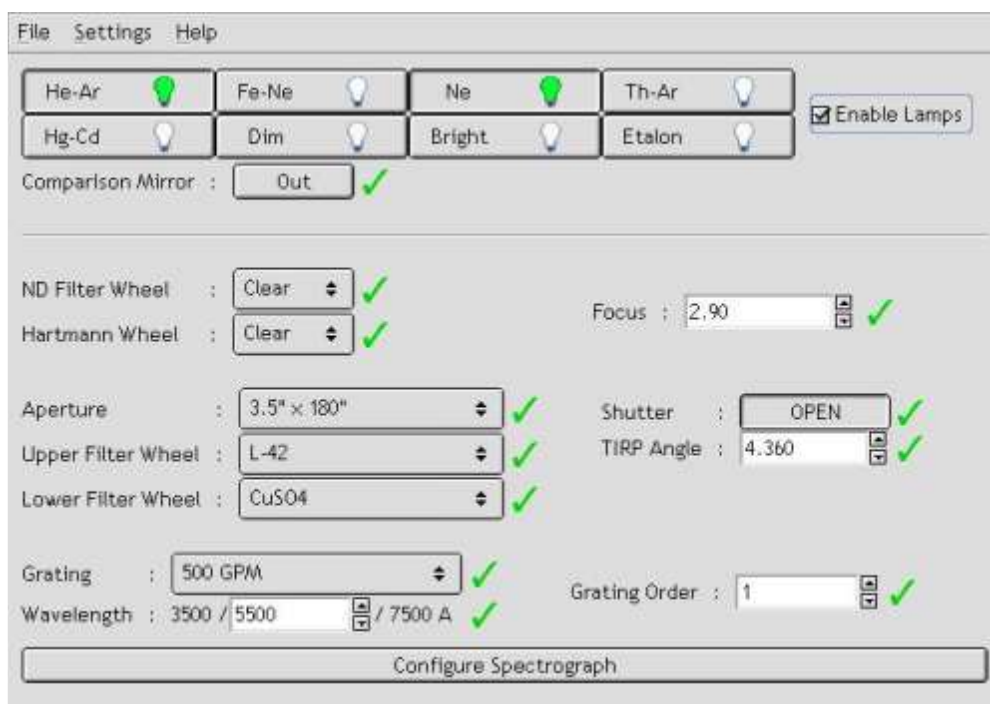 File Settings Help
He-Ar Fe-Ne Ne Th-Ar
Enable Lamps
Hg-Cd Dim Bright Etalon
Comparison Mirror : Out
ND Filter Wheel : Clear
Focus : 2.90
Hartmann Wheel : Clear
Aperture : 3.5" × 180"
Shutter : OPEN
Upper Filter Wheel : L-42
TIRP Angle : 4.360
Lower Filter Wheel : CuSO4
Grating : 500 GPM
Grating Order : 1
Wavelength : 3500 / 5500 / 7500 A
Configure Spectrograph